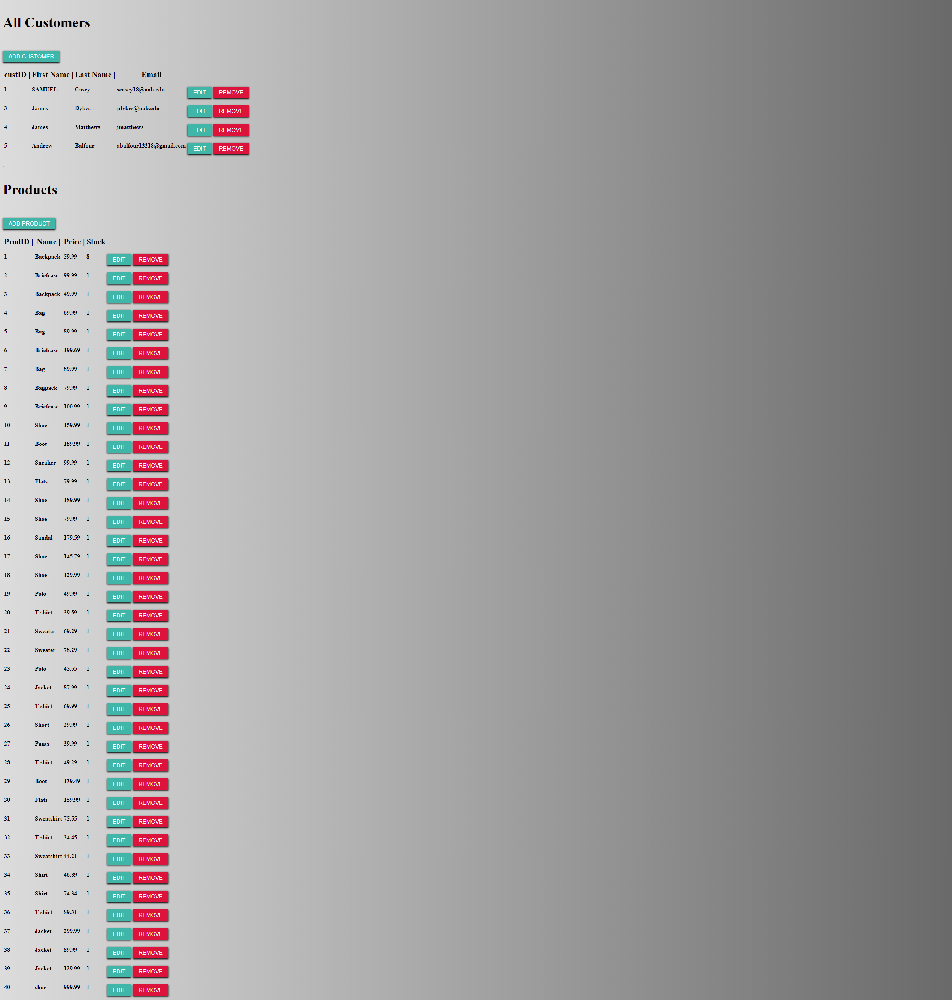 All Customers
ADD CUSTOMER
custID | First Name | Last Name | Email
1 SAMUEL Casey scasey18@uab.edu EDIT REMOVE
3 James Dykes jdykes@uab.edu EDIT REMOVE
4 James Matthews jmatthews EDIT REMOVE
5 Andrew Balfour abalfour13218@gmail.com EDIT REMOVE
Products
ADD PRODUCT
ProdID | Name | Price | Stock
1 Backpack 59.99 8 EDIT REMOVE
2 Briefcase 99.99 1 EDIT REMOVE
3 Backpack 49.99 1 EDIT REMOVE
4 Bag 69.99 1 EDIT REMOVE
5 Bag 89.99 1 EDIT REMOVE
6 Briefcase 199.69 1 EDIT REMOVE
7 Bag 89.99 1 EDIT REMOVE
8 Bagpack 79.99 1 EDIT REMOVE
9 Briefcase 100.99 1 EDIT REMOVE
10 Shoe 159.99 1 EDIT REMOVE
11 Boot 189.99 1 EDIT REMOVE
12 Sneaker 99.99 1 EDIT REMOVE
13 Flats 79.99 1 EDIT REMOVE
14 Shoe 189.99 1 EDIT REMOVE
15 Shoe 79.99 1 EDIT REMOVE
16 Sandal 179.59 1 EDIT REMOVE
17 Shoe 145.79 1 EDIT REMOVE
18 Shoe 129.99 1 EDIT REMOVE
19 Polo 49.99 1 EDIT REMOVE
20 T-shirt 39.59 1 EDIT REMOVE
21 Sweater 69.29 1 EDIT REMOVE
22 Sweater 78.29 1 EDIT REMOVE
23 Polo 45.55 1 EDIT REMOVE
24 Jacket 87.99 1 EDIT REMOVE
25 T-shirt 69.99 1 EDIT REMOVE
26 Short 29.99 1 EDIT REMOVE
27 Pants 39.99 1 EDIT REMOVE
28 T-shirt 49.29 1 EDIT REMOVE
29 Boot 139.49 1 EDIT REMOVE
30 Flats 159.99 1 EDIT REMOVE
31 Sweatshirt 75.55 1 EDIT REMOVE
32 T-shirt 34.45 1 EDIT REMOVE
33 Sweatshirt 44.21 1 EDIT REMOVE
34 Shirt 46.89 1 EDIT REMOVE
35 Shirt 74.34 1 EDIT REMOVE
36 T-shirt 89.31 1 EDIT REMOVE
37 Jacket 299.99 1 EDIT REMOVE
38 Jacket 89.99 1 EDIT REMOVE
39 Jacket 129.99 1 EDIT REMOVE
40 shoe 999.99 1 EDIT REMOVE